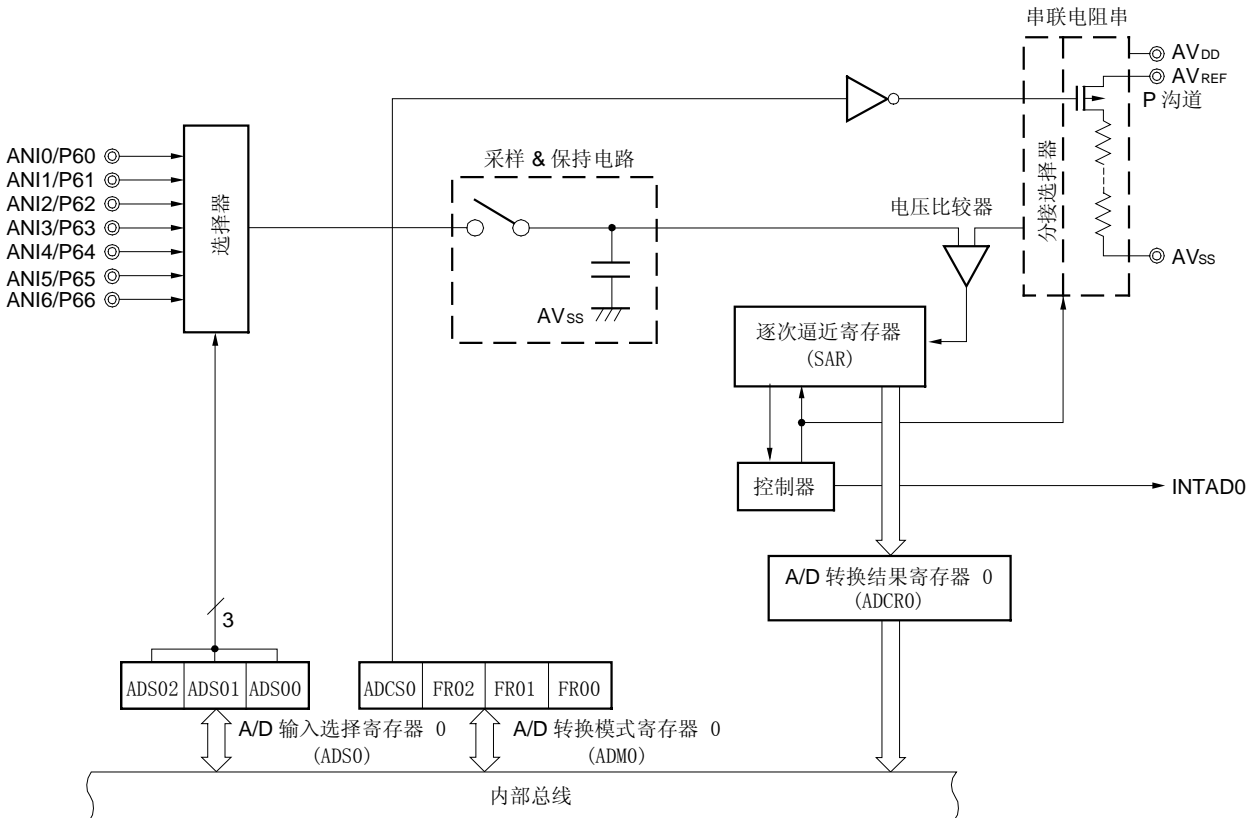 串联电阻串
AVDD
AVREF
P 沟道
ANI0/P60
ANI1/P61
ANI2/P62
ANI3/P63
ANI4/P64
ANI5/P65
ANI6/P66
选择器
采样 & 保持电路
AVSS
电压比较器
分接选择器
AVSS
逐次逼近寄存器
(SAR)
控制器
INTAD0
A/D 转换结果寄存器 0
(ADCR0)
3
ADS02 ADS01 ADS00
ADCS0 FR02 FR01 FR00
A/D 输入选择寄存器 0
(ADS0)
A/D 转换模式寄存器 0
(ADM0)
内部总线